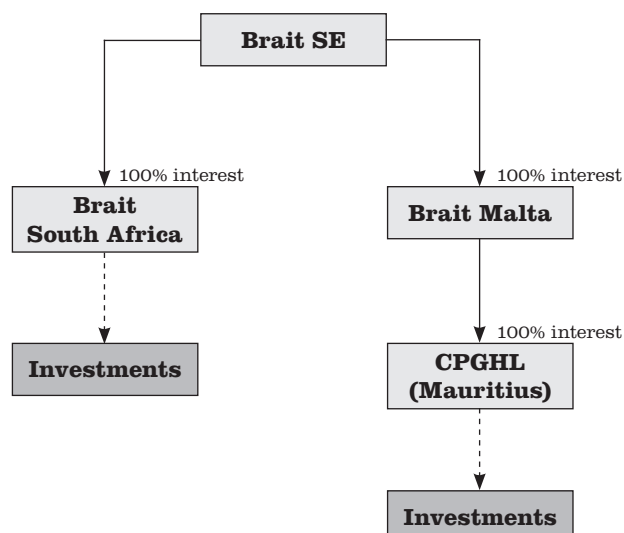 Brait SE
100% interest
100% interest
Brait
South Africa
Brait Malta
100% interest
Investments
CPGHL
(Mauritius)
Investments